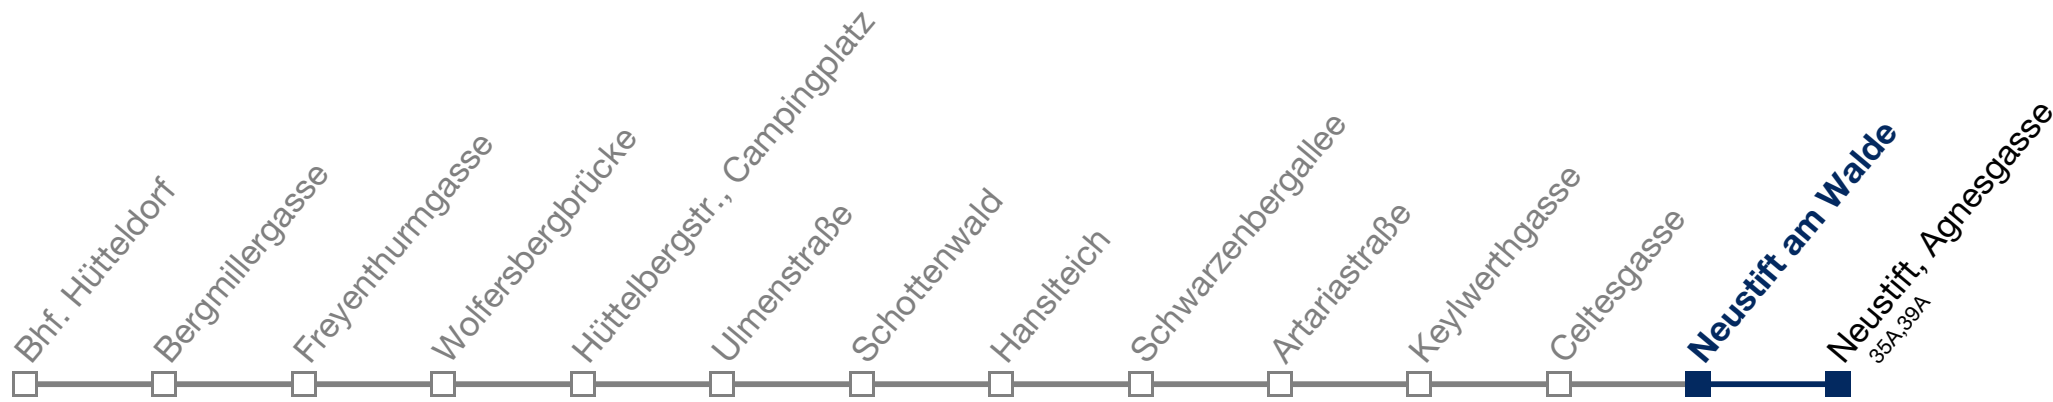 Bhf. Hütteldorf
Bergmillergasse
Freyenthurmgasse
Wolfersbergbrücke
Hüttelbergstr., Campingplatz
Ulmenstraße
Schottenwald
Hanslteich
Schwarzenbergallee
Artariastraße
Keylwerthgasse
Celtesgasse
Neustift am Walde
Neustift, Agnesgasse
35A,39A